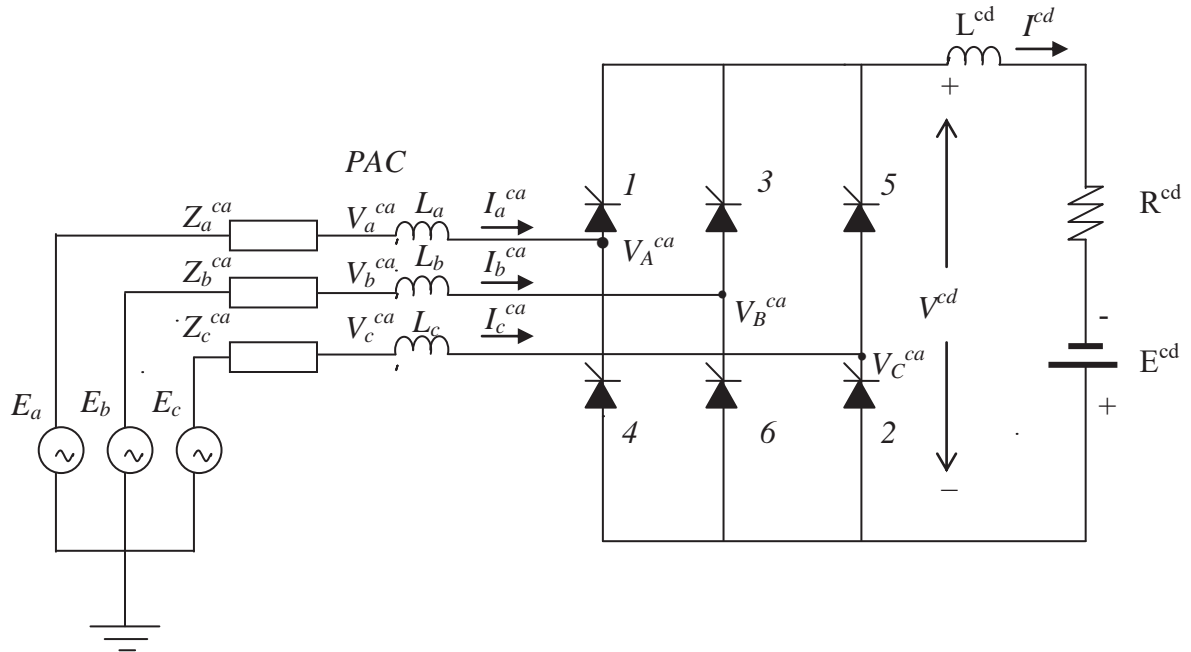 L^cd I^cd
+
PAC
1 3 5
Z_a^ca V_a^ca L_a I_a^ca
R^cd
V_A^ca
Z_b^ca V_b^ca L_b I_b^ca
V_B^ca
V^cd
Z_c^ca V_c^ca L_c I_c^ca
-
V_C^ca
E^cd
E_a E_b E_c
+
4 6 2
−